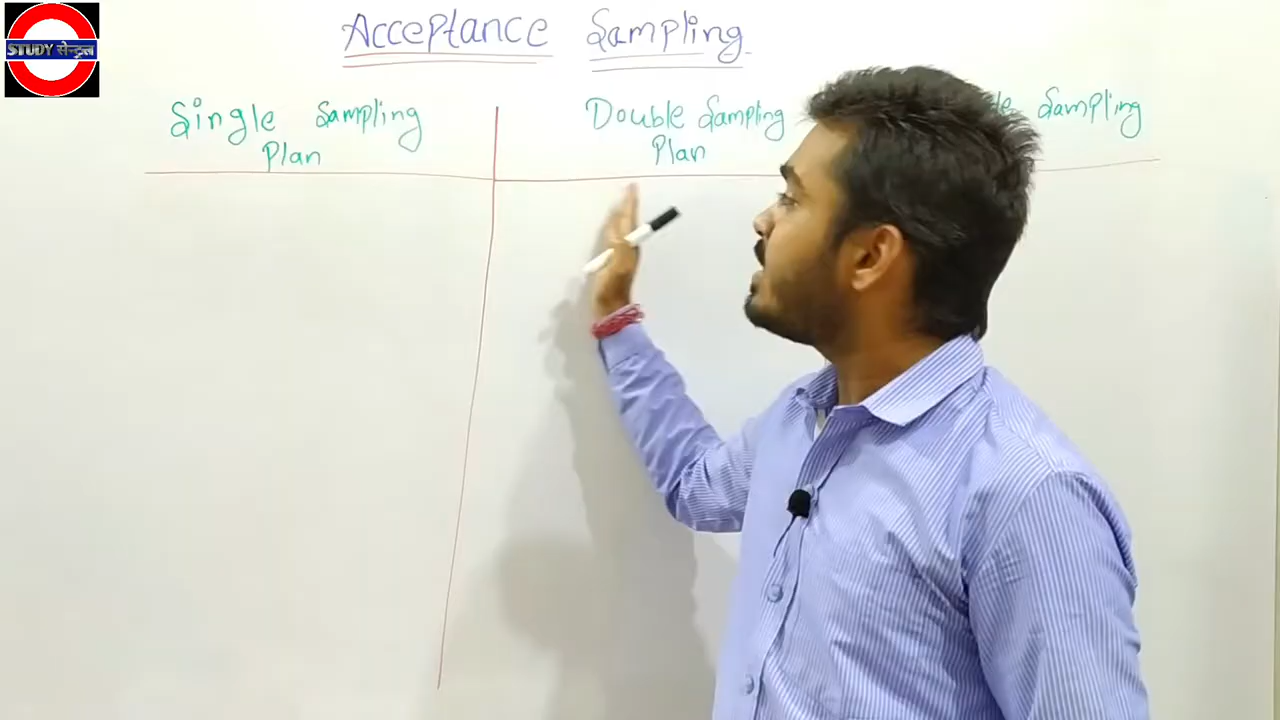 STUDY सेन्ट्रल
Acceptance Sampling
Single Sampling
Plan
Double Sampling
Plan
Sampling